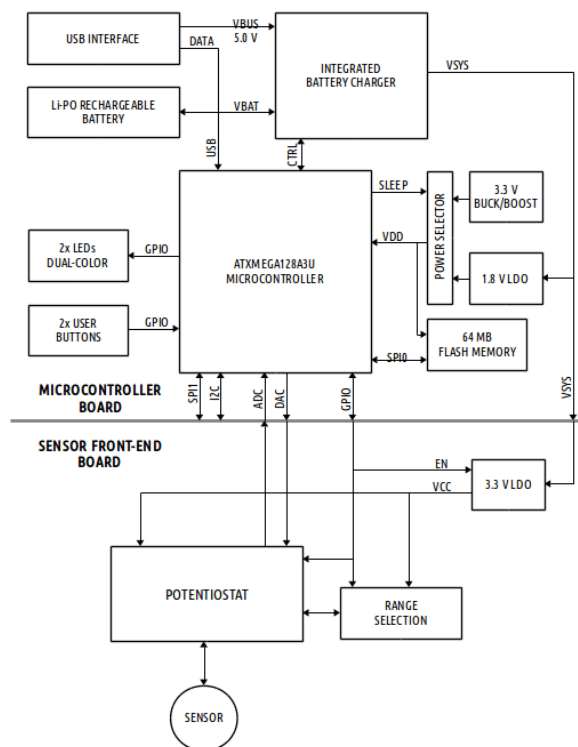 USB INTERFACE
VBUS
5.0 V
DATA
INTEGRATED
BATTERY CHARGER
VSYS
Li-PO RECHARGEABLE
BATTERY
VBAT
USB
CTRL
SLEEP
3.3 V
BUCK/BOOST
POWER SELECTOR
2x LEDs
DUAL-COLOR
GPIO
ATXMEGA128A3U
MICROCONTROLLER
VDD
1.8 V LDO
2x USER
BUTTONS
GPIO
64 MB
FLASH MEMORY
SPI0
MICROCONTROLLER
BOARD
SPI1
I2C
ADC
DAC
GPIO
VSYS
SENSOR FRONT-END
BOARD
EN
VCC
3.3 V LDO
POTENTIOSTAT
RANGE
SELECTION
SENSOR